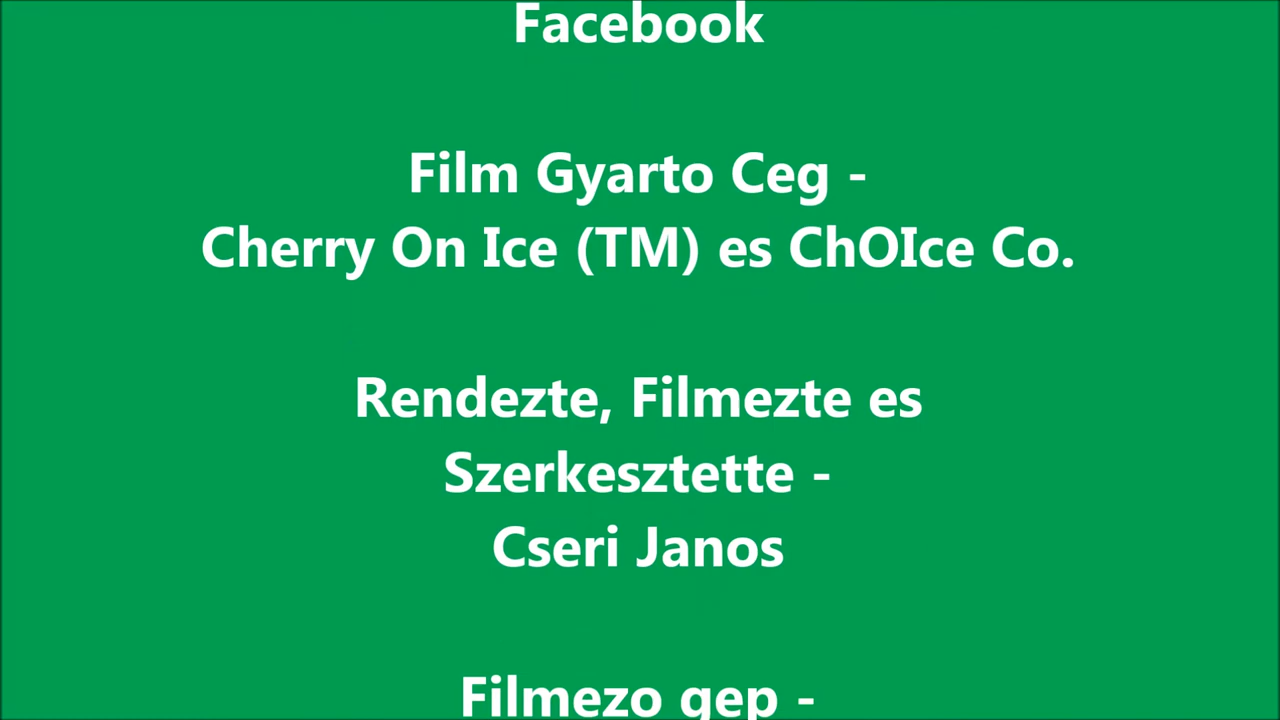 Facebook
Film Gyarto Ceg -
Cherry On Ice (TM) es ChOIce Co.
Rendezte, Filmezte es
Szerkesztette -
Cseri Janos
Filmezo gep -